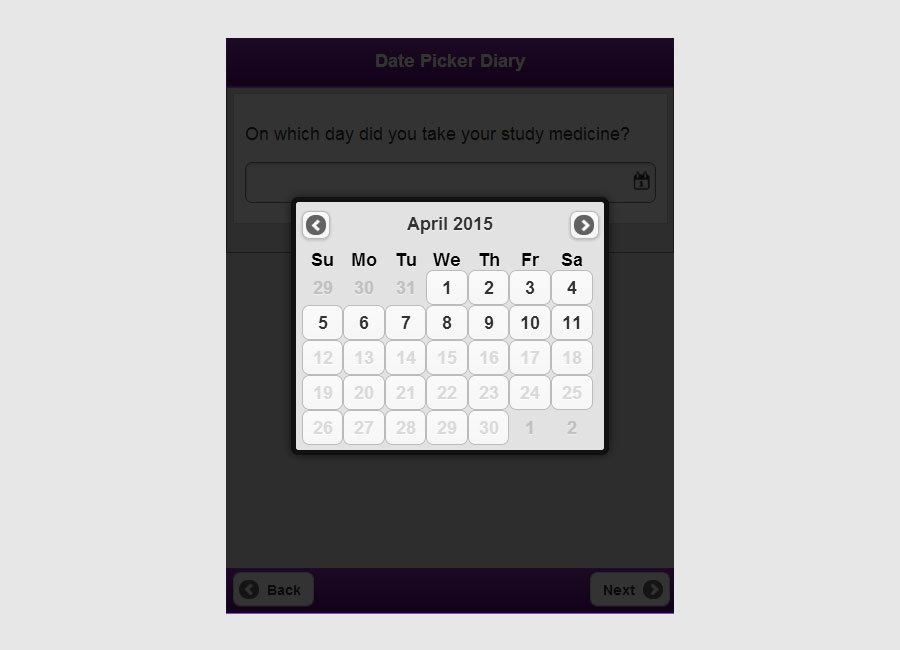 Date Picker Diary
On which day did you take your study medicine?
1
April 2015
Su Mo Tu We Th Fr Sa
29 30 31 1 2 3 4
5 6 7 8 9 10 11
12 13 14 15 16 17 18
19 20 21 22 23 24 25
26 27 28 29 30 1 2
Back Next